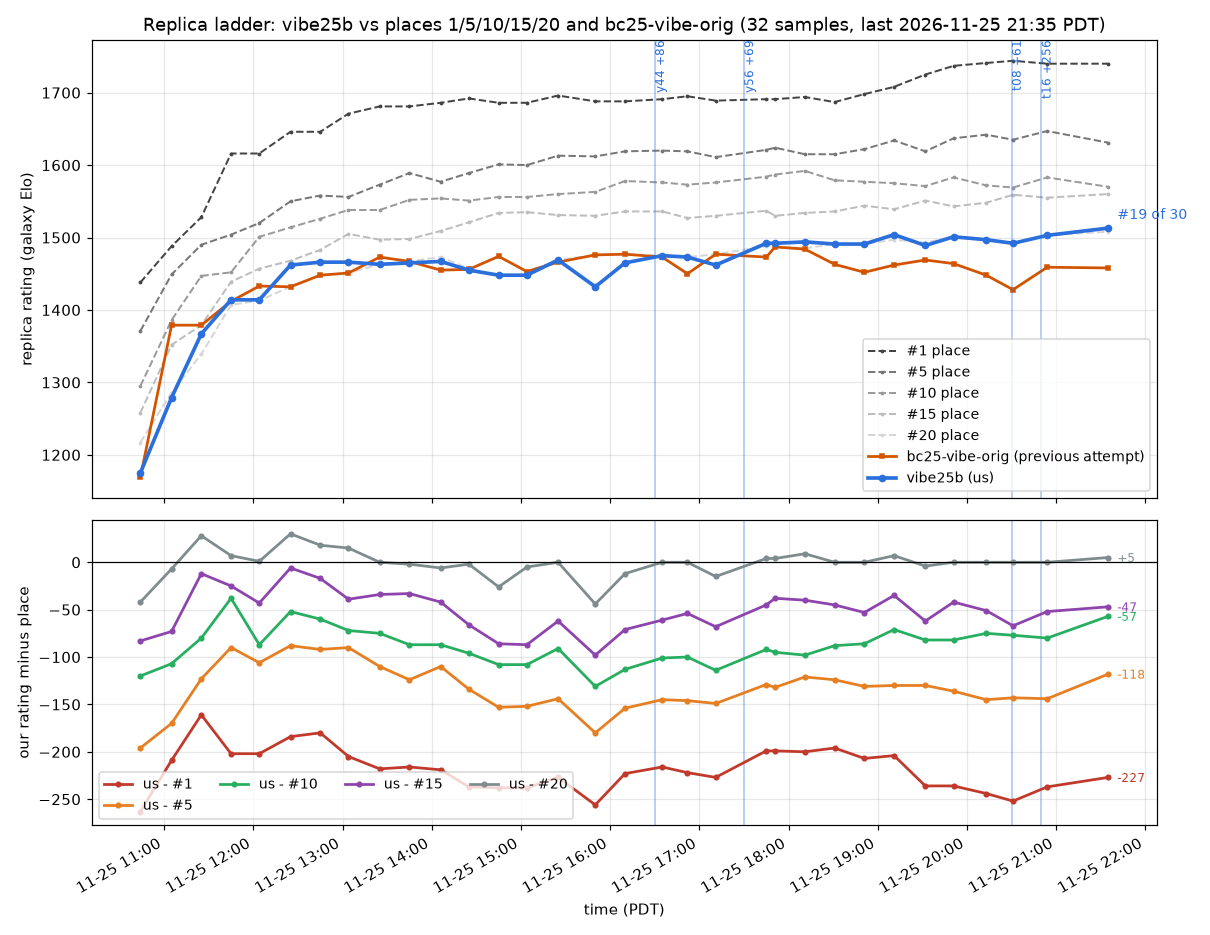 Replica ladder: vibe25b vs places 1/5/10/15/20 and bc25-vibe-orig (32 samples, last 2026-11-25 21:35 PDT)
replica rating (galaxy Elo)
1700
1600
1500
1400
1300
1200
y44 +86
y56 +69
t08 +61
t16 +256
#19 of 30
#1 place
#5 place
#10 place
#15 place
#20 place
bc25-vibe-orig (previous attempt)
vibe25b (us)
our rating minus place
0
−50
−100
−150
−200
−250
+5
-47
-57
-118
-227
us - #1
us - #5
us - #10
us - #15
us - #20
11-25 11:00
11-25 12:00
11-25 13:00
11-25 14:00
11-25 15:00
11-25 16:00
11-25 17:00
11-25 18:00
11-25 19:00
11-25 20:00
11-25 21:00
11-25 22:00
time (PDT)